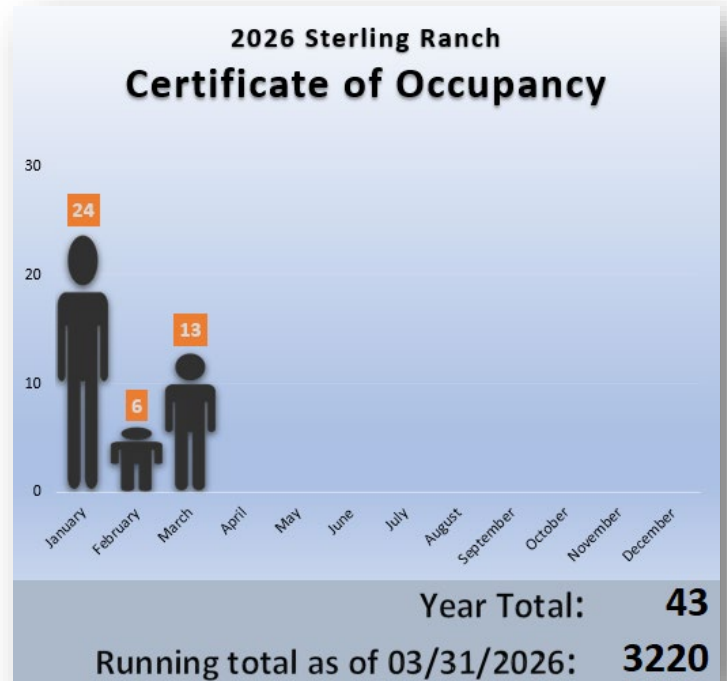 2026 Sterling Ranch
Certificate of Occupancy
30
24
20
13
10
6
0
January February March April May June July August September October November December
Year Total: 43
Running total as of 03/31/2026: 3220